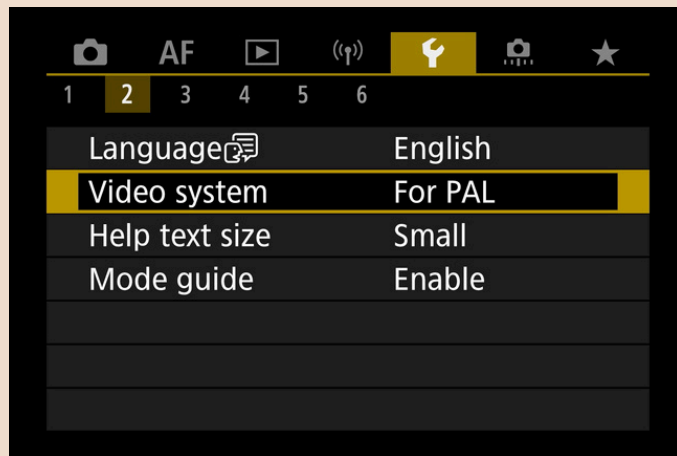 AF
1 2 3 4 5 6
Language English
Video system For PAL
Help text size Small
Mode guide Enable